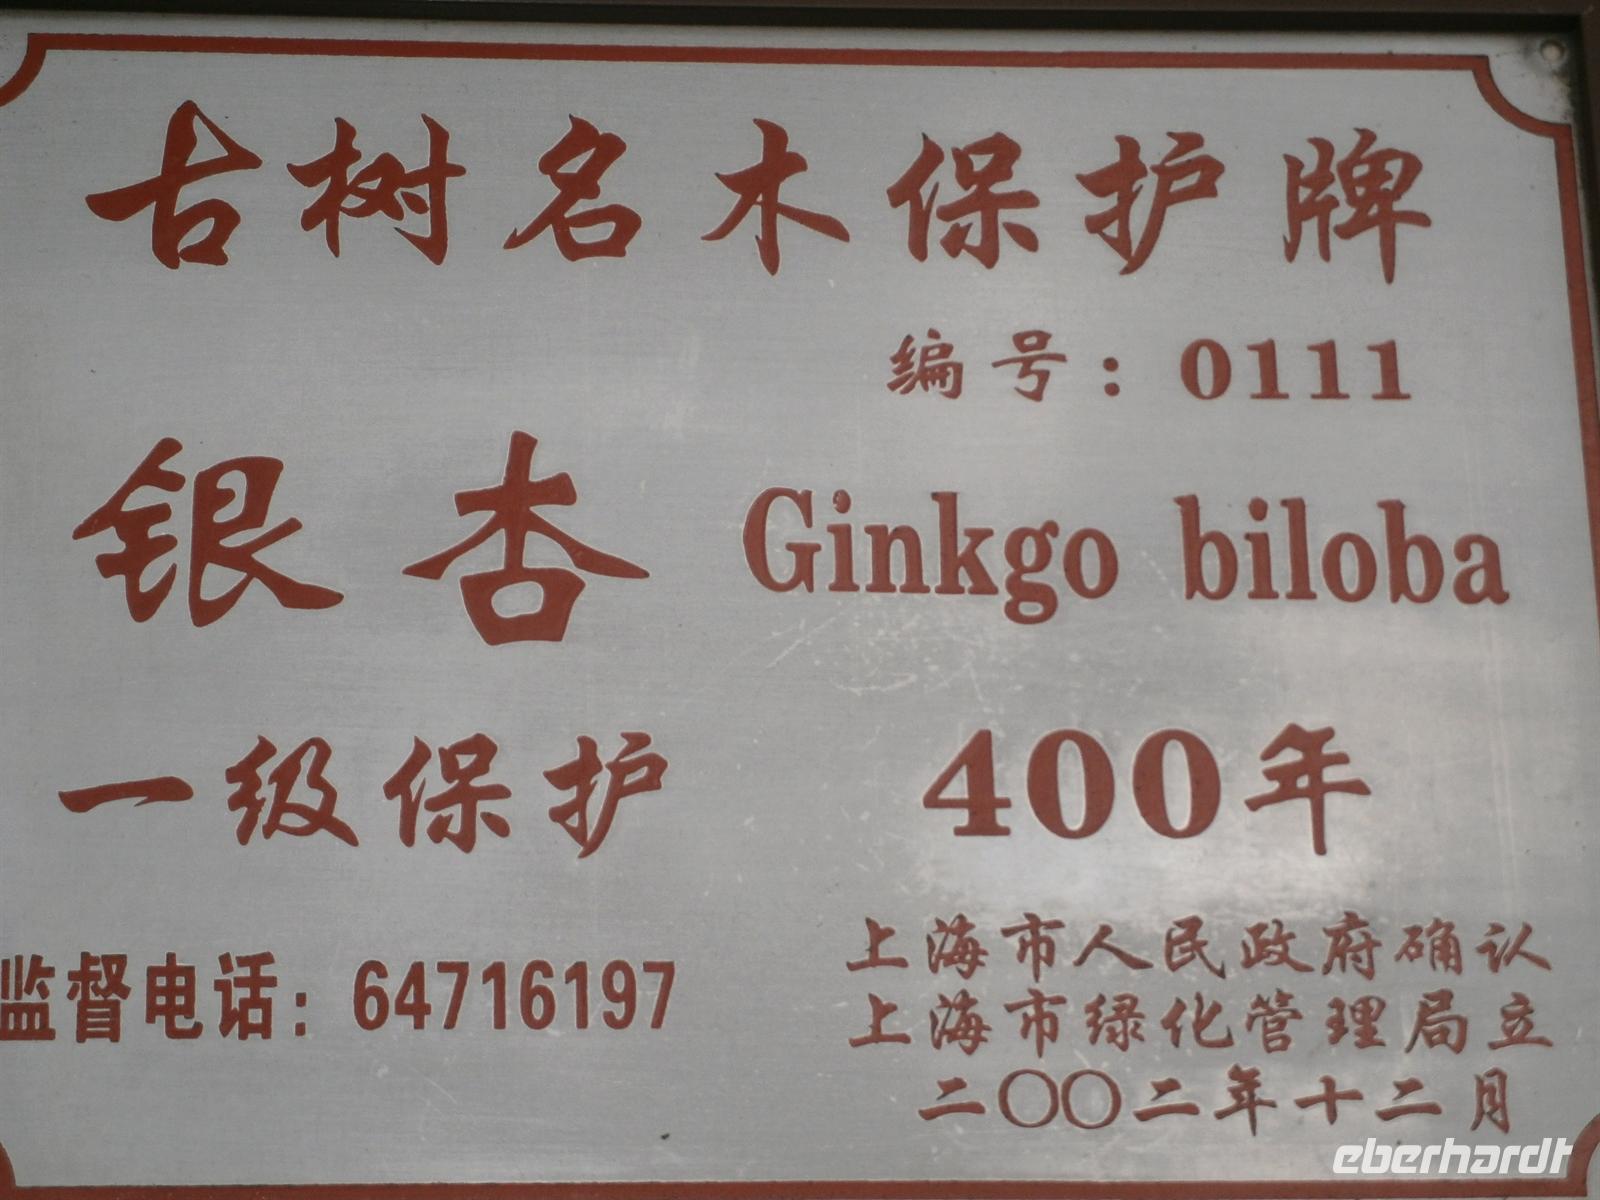 古树名木保护牌
编号：0111
银杏 Ginkgo biloba
一级保护 400年
上海市人民政府确认
监督电话：64716197
上海市绿化管理局立
二〇〇二年十二月
eberhardt